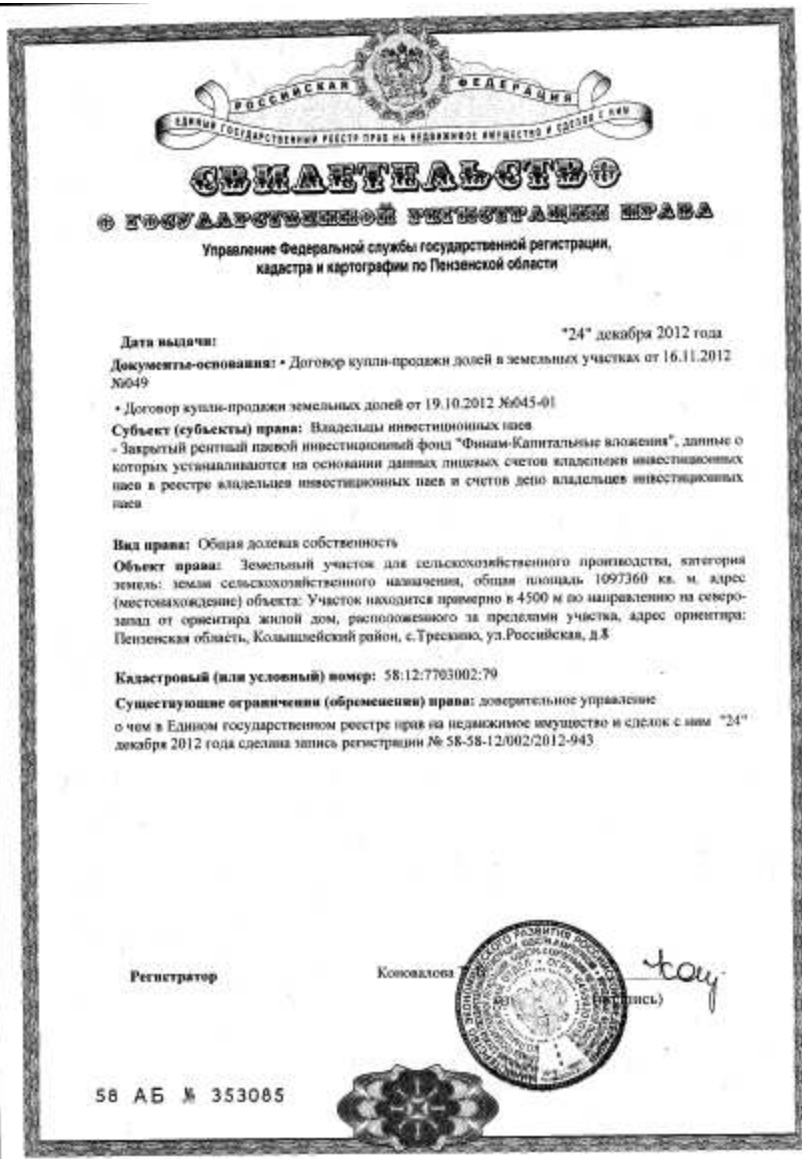 РОССИЙСКАЯ ФЕДЕРАЦИЯ
ЕДИНЫЙ ГОСУДАРСТВЕННЫЙ РЕЕСТР ПРАВ НА НЕДВИЖИМОЕ ИМУЩЕСТВО И СДЕЛОК С НИМ
СВИДЕТЕЛЬСТВО
О ГОСУДАРСТВЕННОЙ РЕГИСТРАЦИИ ПРАВА
Управление Федеральной службы государственной регистрации,
кадастра и картографии по Пензенской области
Дата выдачи: "24" декабря 2012 года
Документы-основания: • Договор купли-продажи долей в земельных участках от 16.11.2012
№049
• Договор купли-продажи земельных долей от 19.10.2012 №045-01
Субъект (субъекты) права: Владельцы инвестиционных паев
- Закрытый рентный паевой инвестиционный фонд "Финам-Капитальные вложения", данные о
которых устанавливаются на основании данных лицевых счетов владельцев инвестиционных
паев в реестре владельцев инвестиционных паев и счетов депо владельцев инвестиционных
паев
Вид права: Общая долевая собственность
Объект права: Земельный участок для сельскохозяйственного производства, категория
земель: земли сельскохозяйственного назначения, общая площадь 1097360 кв. м, адрес
(местонахождение) объекта: Участок находится примерно в 4500 м по направлению на северо-
запад от ориентира жилой дом, расположенного за пределами участка, адрес ориентира:
Пензенская область, Колышлейский район, с.Трескино, ул.Российская, д.8
Кадастровый (или условный) номер: 58:12:7703002:79
Существующие ограничения (обременения) права: доверительное управление
о чем в Едином государственном реестре прав на недвижимое имущество и сделок с ним "24"
декабря 2012 года сделана запись регистрации № 58-58-12/002/2012-943
Регистратор Коновалова
58 АБ № 353085